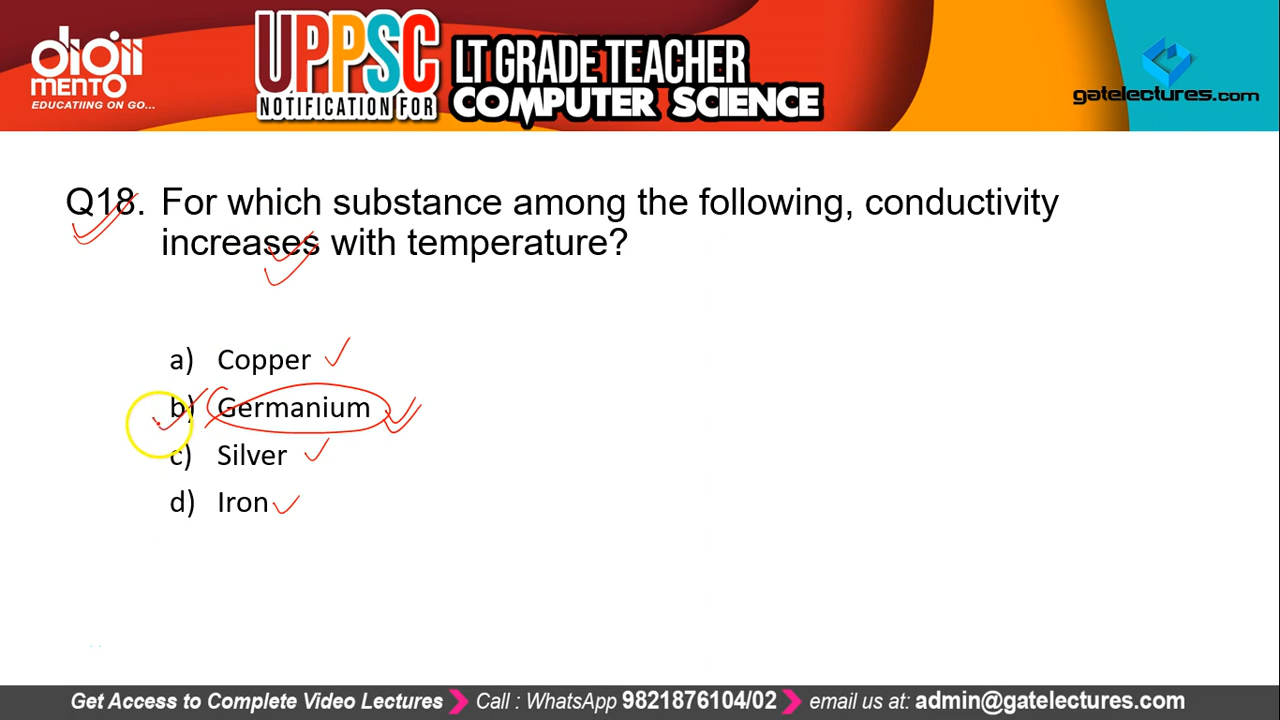 digii
MENTO
EDUCATIING ON GO...
UPPSC
NOTIFICATION FOR
LT GRADE TEACHER
COMPUTER SCIENCE
gatelectures.com
Q18. For which substance among the following, conductivity
increases with temperature?
a) Copper
b) Germanium
c) Silver
d) Iron
Get Access to Complete Video Lectures Call : WhatsApp 9821876104/02 email us at: admin@gatelectures.com